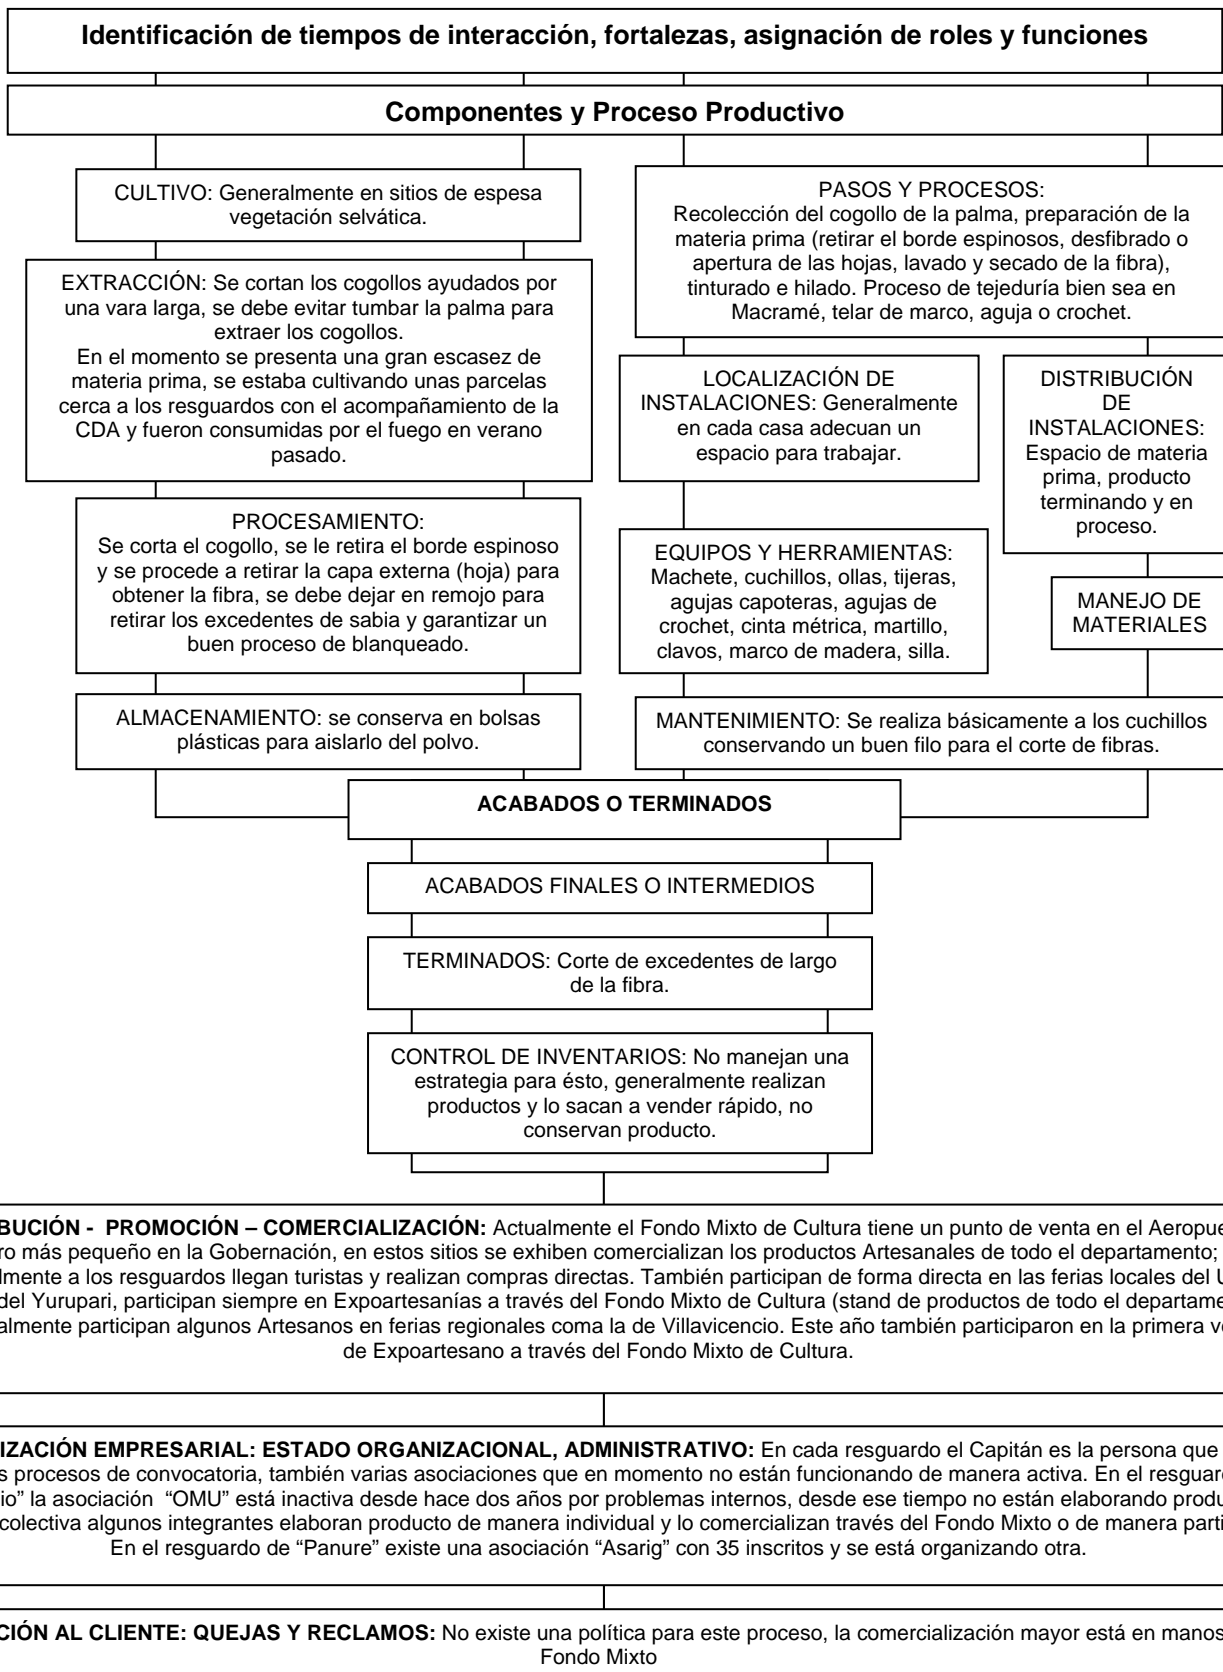 Identificación de tiempos de interacción, fortalezas, asignación de roles y funciones
Componentes y Proceso Productivo
CULTIVO: Generalmente en sitios de espesa
vegetación selvática.
EXTRACCIÓN: Se cortan los cogollos ayudados por
una vara larga, se debe evitar tumbar la palma para
extraer los cogollos.
En el momento se presenta una gran escasez de
materia prima, se estaba cultivando unas parcelas
cerca a los resguardos con el acompañamiento de la
CDA y fueron consumidas por el fuego en verano
pasado.
PROCESAMIENTO:
Se corta el cogollo, se le retira el borde espinoso
y se procede a retirar la capa externa (hoja) para
obtener la fibra, se debe dejar en remojo para
retirar los excedentes de sabia y garantizar un
buen proceso de blanqueado.
ALMACENAMIENTO: se conserva en bolsas
plásticas para aislarlo del polvo.
PASOS Y PROCESOS:
Recolección del cogollo de la palma, preparación de la
materia prima (retirar el borde espinosos, desfibrado o
apertura de las hojas, lavado y secado de la fibra),
tinturado e hilado. Proceso de tejeduría bien sea en
Macramé, telar de marco, aguja o crochet.
LOCALIZACIÓN DE
INSTALACIONES: Generalmente
en cada casa adecuan un
espacio para trabajar.
DISTRIBUCIÓN
DE
INSTALACIONES:
Espacio de materia
prima, producto
terminando y en
proceso.
EQUIPOS Y HERRAMIENTAS:
Machete, cuchillos, ollas, tijeras,
agujas capoteras, agujas de
crochet, cinta métrica, martillo,
clavos, marco de madera, silla.
MANEJO DE
MATERIALES
MANTENIMIENTO: Se realiza básicamente a los cuchillos
conservando un buen filo para el corte de fibras.
ACABADOS O TERMINADOS
ACABADOS FINALES O INTERMEDIOS
TERMINADOS: Corte de excedentes de largo
de la fibra.
CONTROL DE INVENTARIOS: No manejan una
estrategia para ésto, generalmente realizan
productos y lo sacan a vender rápido, no
conservan producto.
BUCIÓN - PROMOCIÓN – COMERCIALIZACIÓN: Actualmente el Fondo Mixto de Cultura tiene un punto de venta en el Aeropue
ro más pequeño en la Gobernación, en estos sitios se exhiben comercializan los productos Artesanales de todo el departamento;
lmente a los resguardos llegan turistas y realizan compras directas. También participan de forma directa en las ferias locales del
del Yurupari, participan siempre en Expoartesanías a través del Fondo Mixto de Cultura (stand de productos de todo el departame
almente participan algunos Artesanos en ferias regionales coma la de Villavicencio. Este año también participaron en la primera ve
de Expoartesano a través del Fondo Mixto de Cultura.
IZACIÓN EMPRESARIAL: ESTADO ORGANIZACIONAL, ADMINISTRATIVO: En cada resguardo el Capitán es la persona que
s procesos de convocatoria, también varias asociaciones que en momento no están funcionando de manera activa. En el resguar
io” la asociación “OMU” está inactiva desde hace dos años por problemas internos, desde ese tiempo no están elaborando produ
colectiva algunos integrantes elaboran producto de manera individual y lo comercializan través del Fondo Mixto o de manera parti
En el resguardo de “Panure” existe una asociación “Asarig” con 35 inscritos y se está organizando otra.
CIÓN AL CLIENTE: QUEJAS Y RECLAMOS: No existe una política para este proceso, la comercialización mayor está en manos
Fondo Mixto